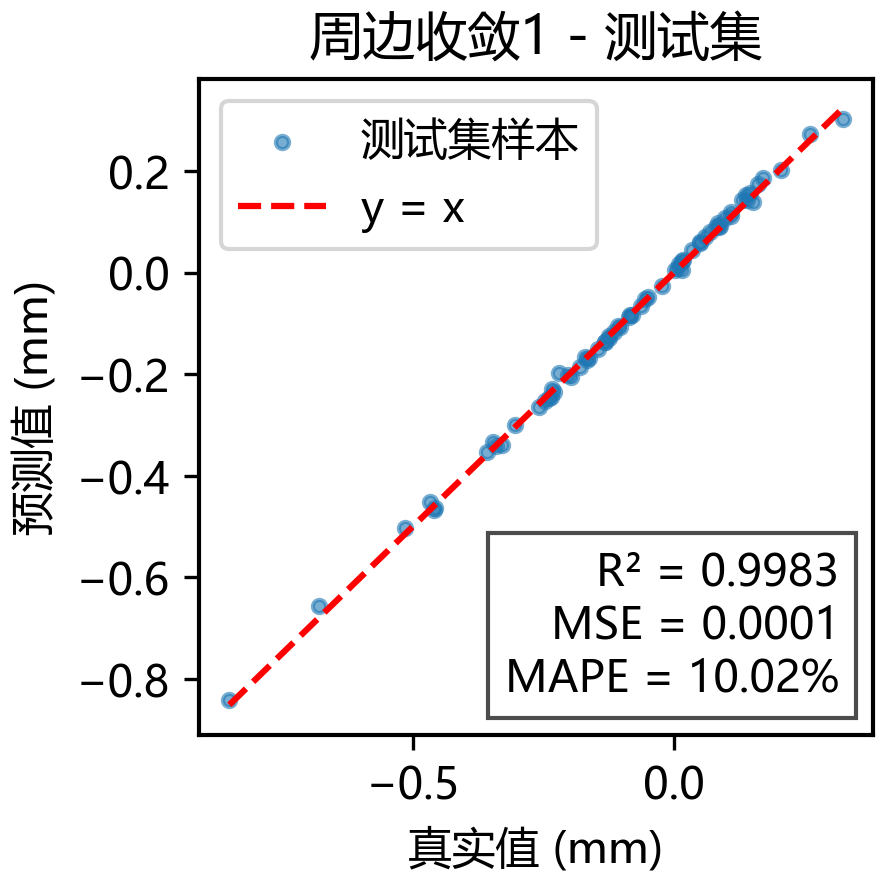 周边收敛1 - 测试集
测试集样本
y = x
0.2
0.0
−0.2
−0.4
−0.6
−0.8
预测值 (mm)
R² = 0.9983
MSE = 0.0001
MAPE = 10.02%
−0.5
0.0
真实值 (mm)